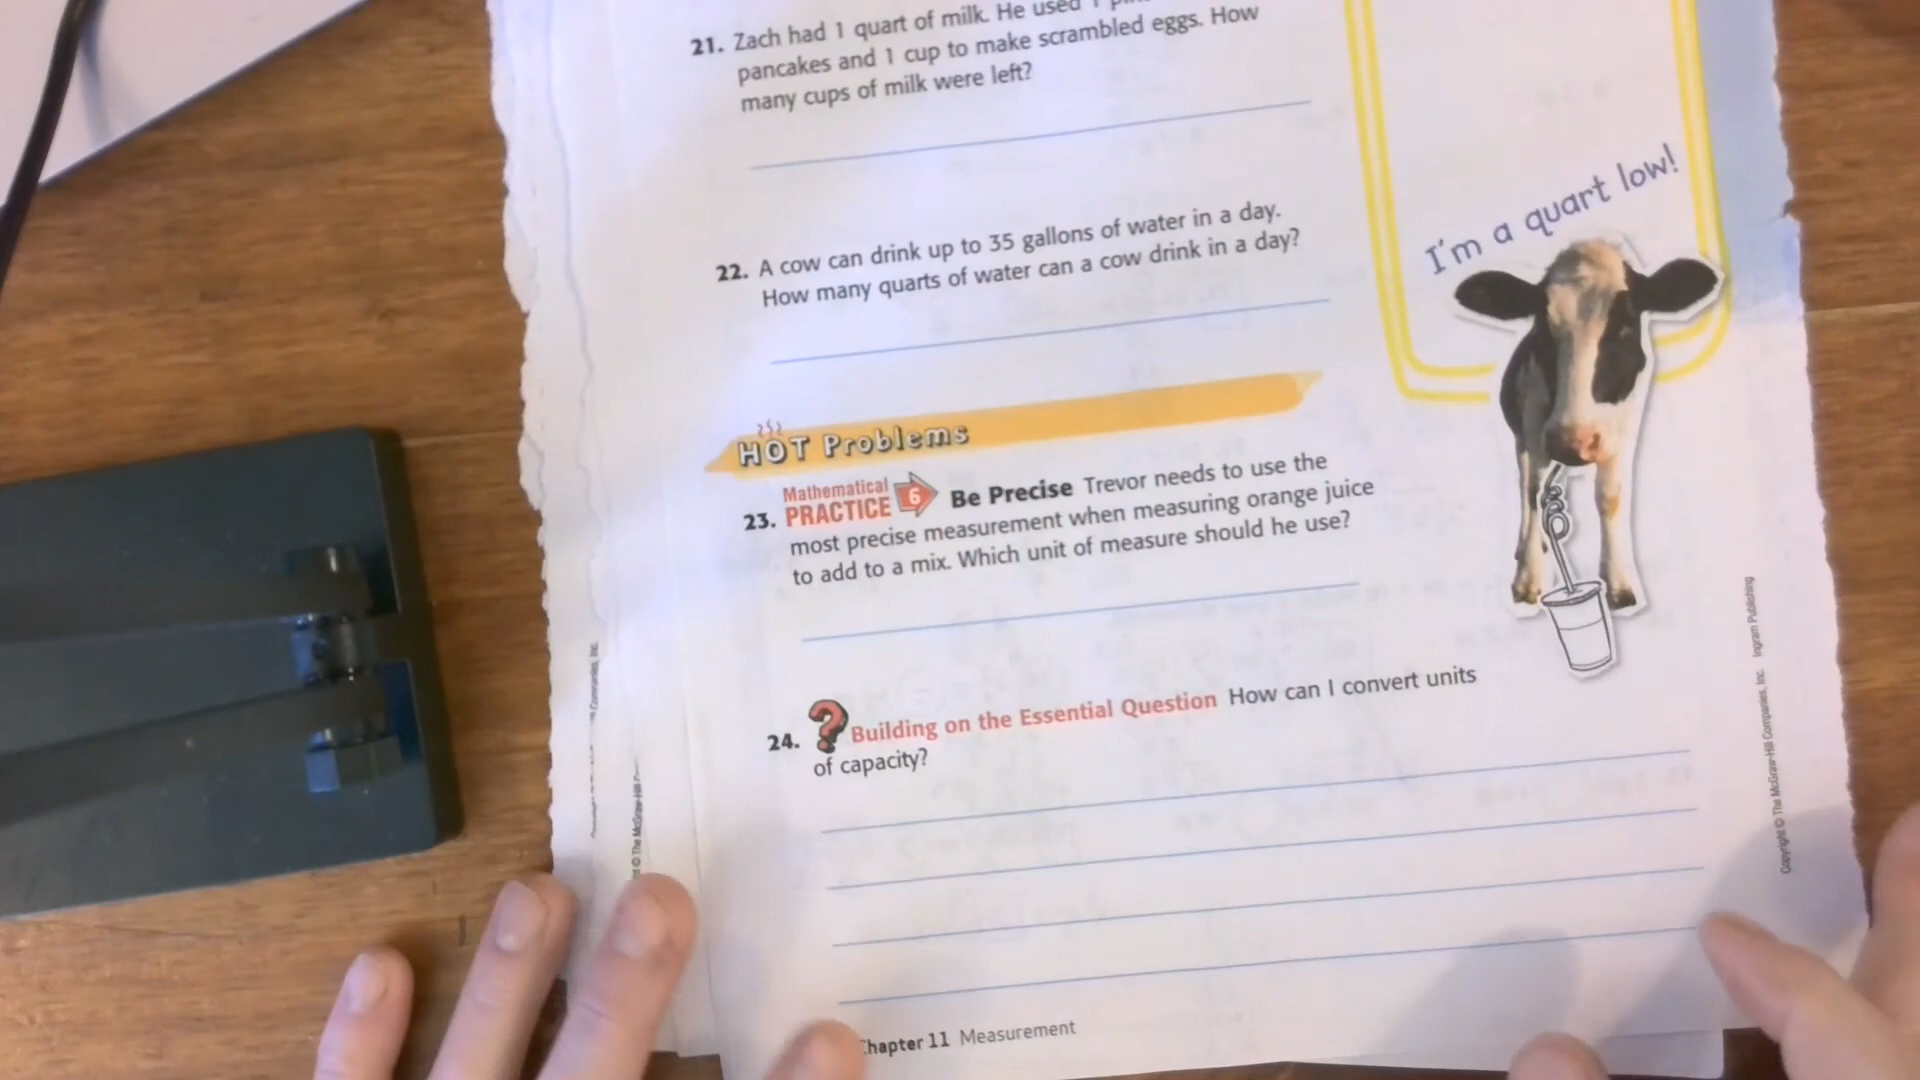 21. Zach had 1 quart of milk. He used 1
pancakes and 1 cup to make scrambled eggs. How
many cups of milk were left?
I'm a quart low!
22. A cow can drink up to 35 gallons of water in a day.
How many quarts of water can a cow drink in a day?
HOT Problems
23. Mathematical PRACTICE 6 Be Precise Trevor needs to use the
most precise measurement when measuring orange juice
to add to a mix. Which unit of measure should he use?
24. ? Building on the Essential Question How can I convert units
of capacity?
Chapter 11 Measurement
Copyright © The McGraw-Hill Companies, Inc. Ingram Publishing
© The McGraw-Hill
Companies, Inc.